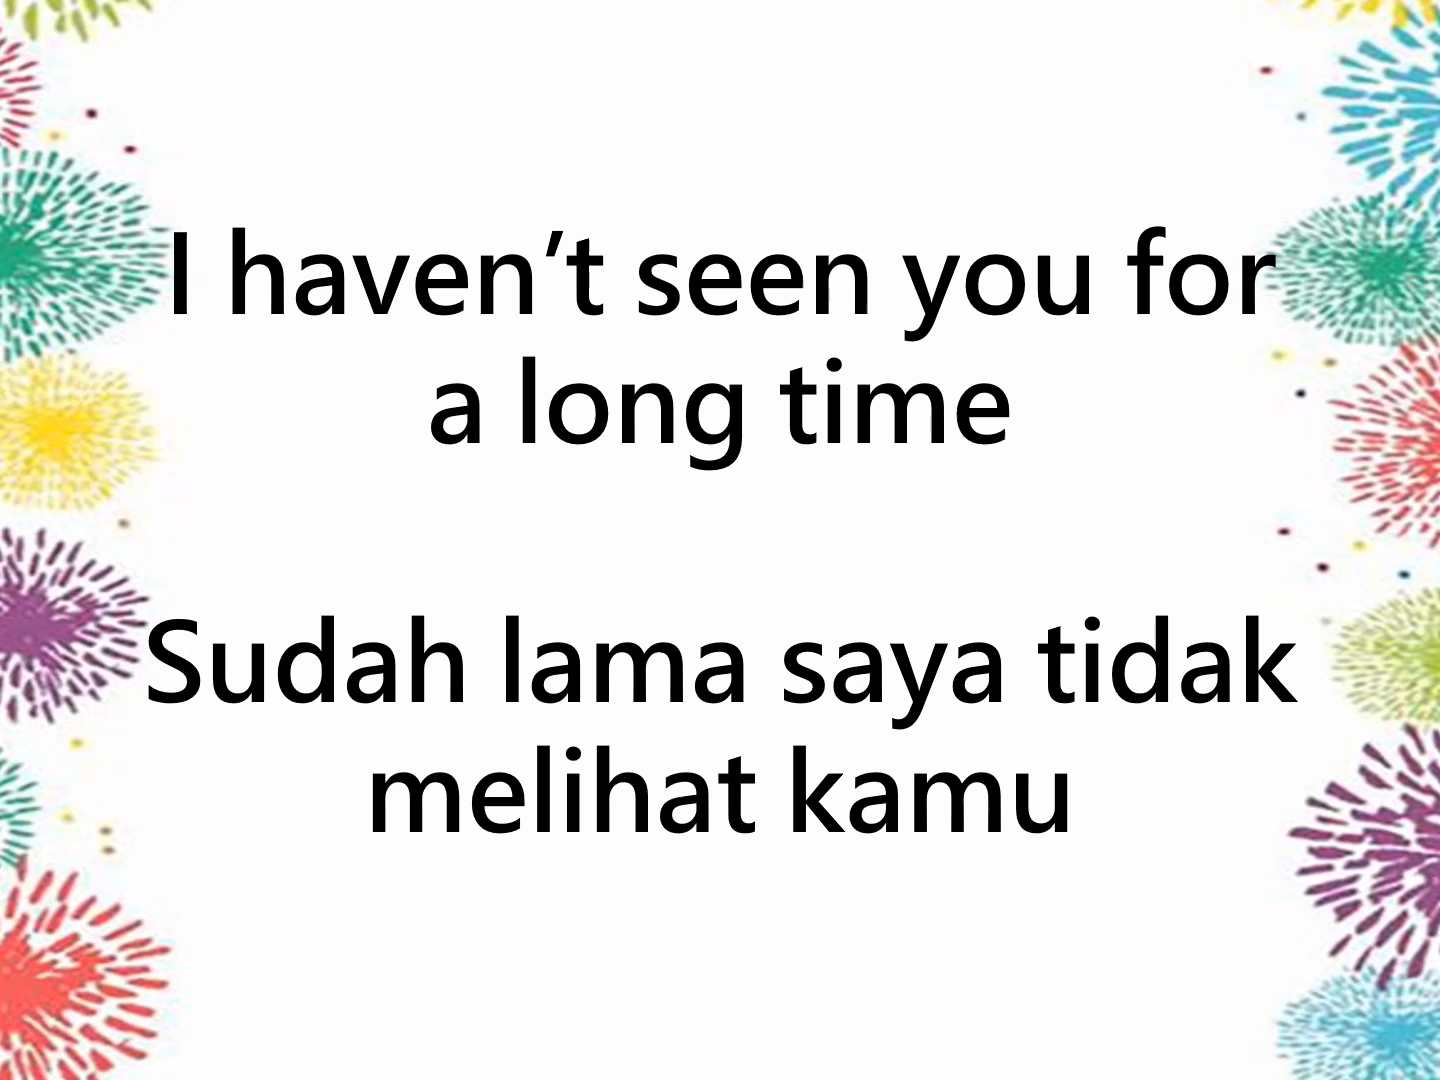 I haven’t seen you for
a long time
Sudah lama saya tidak
melihat kamu